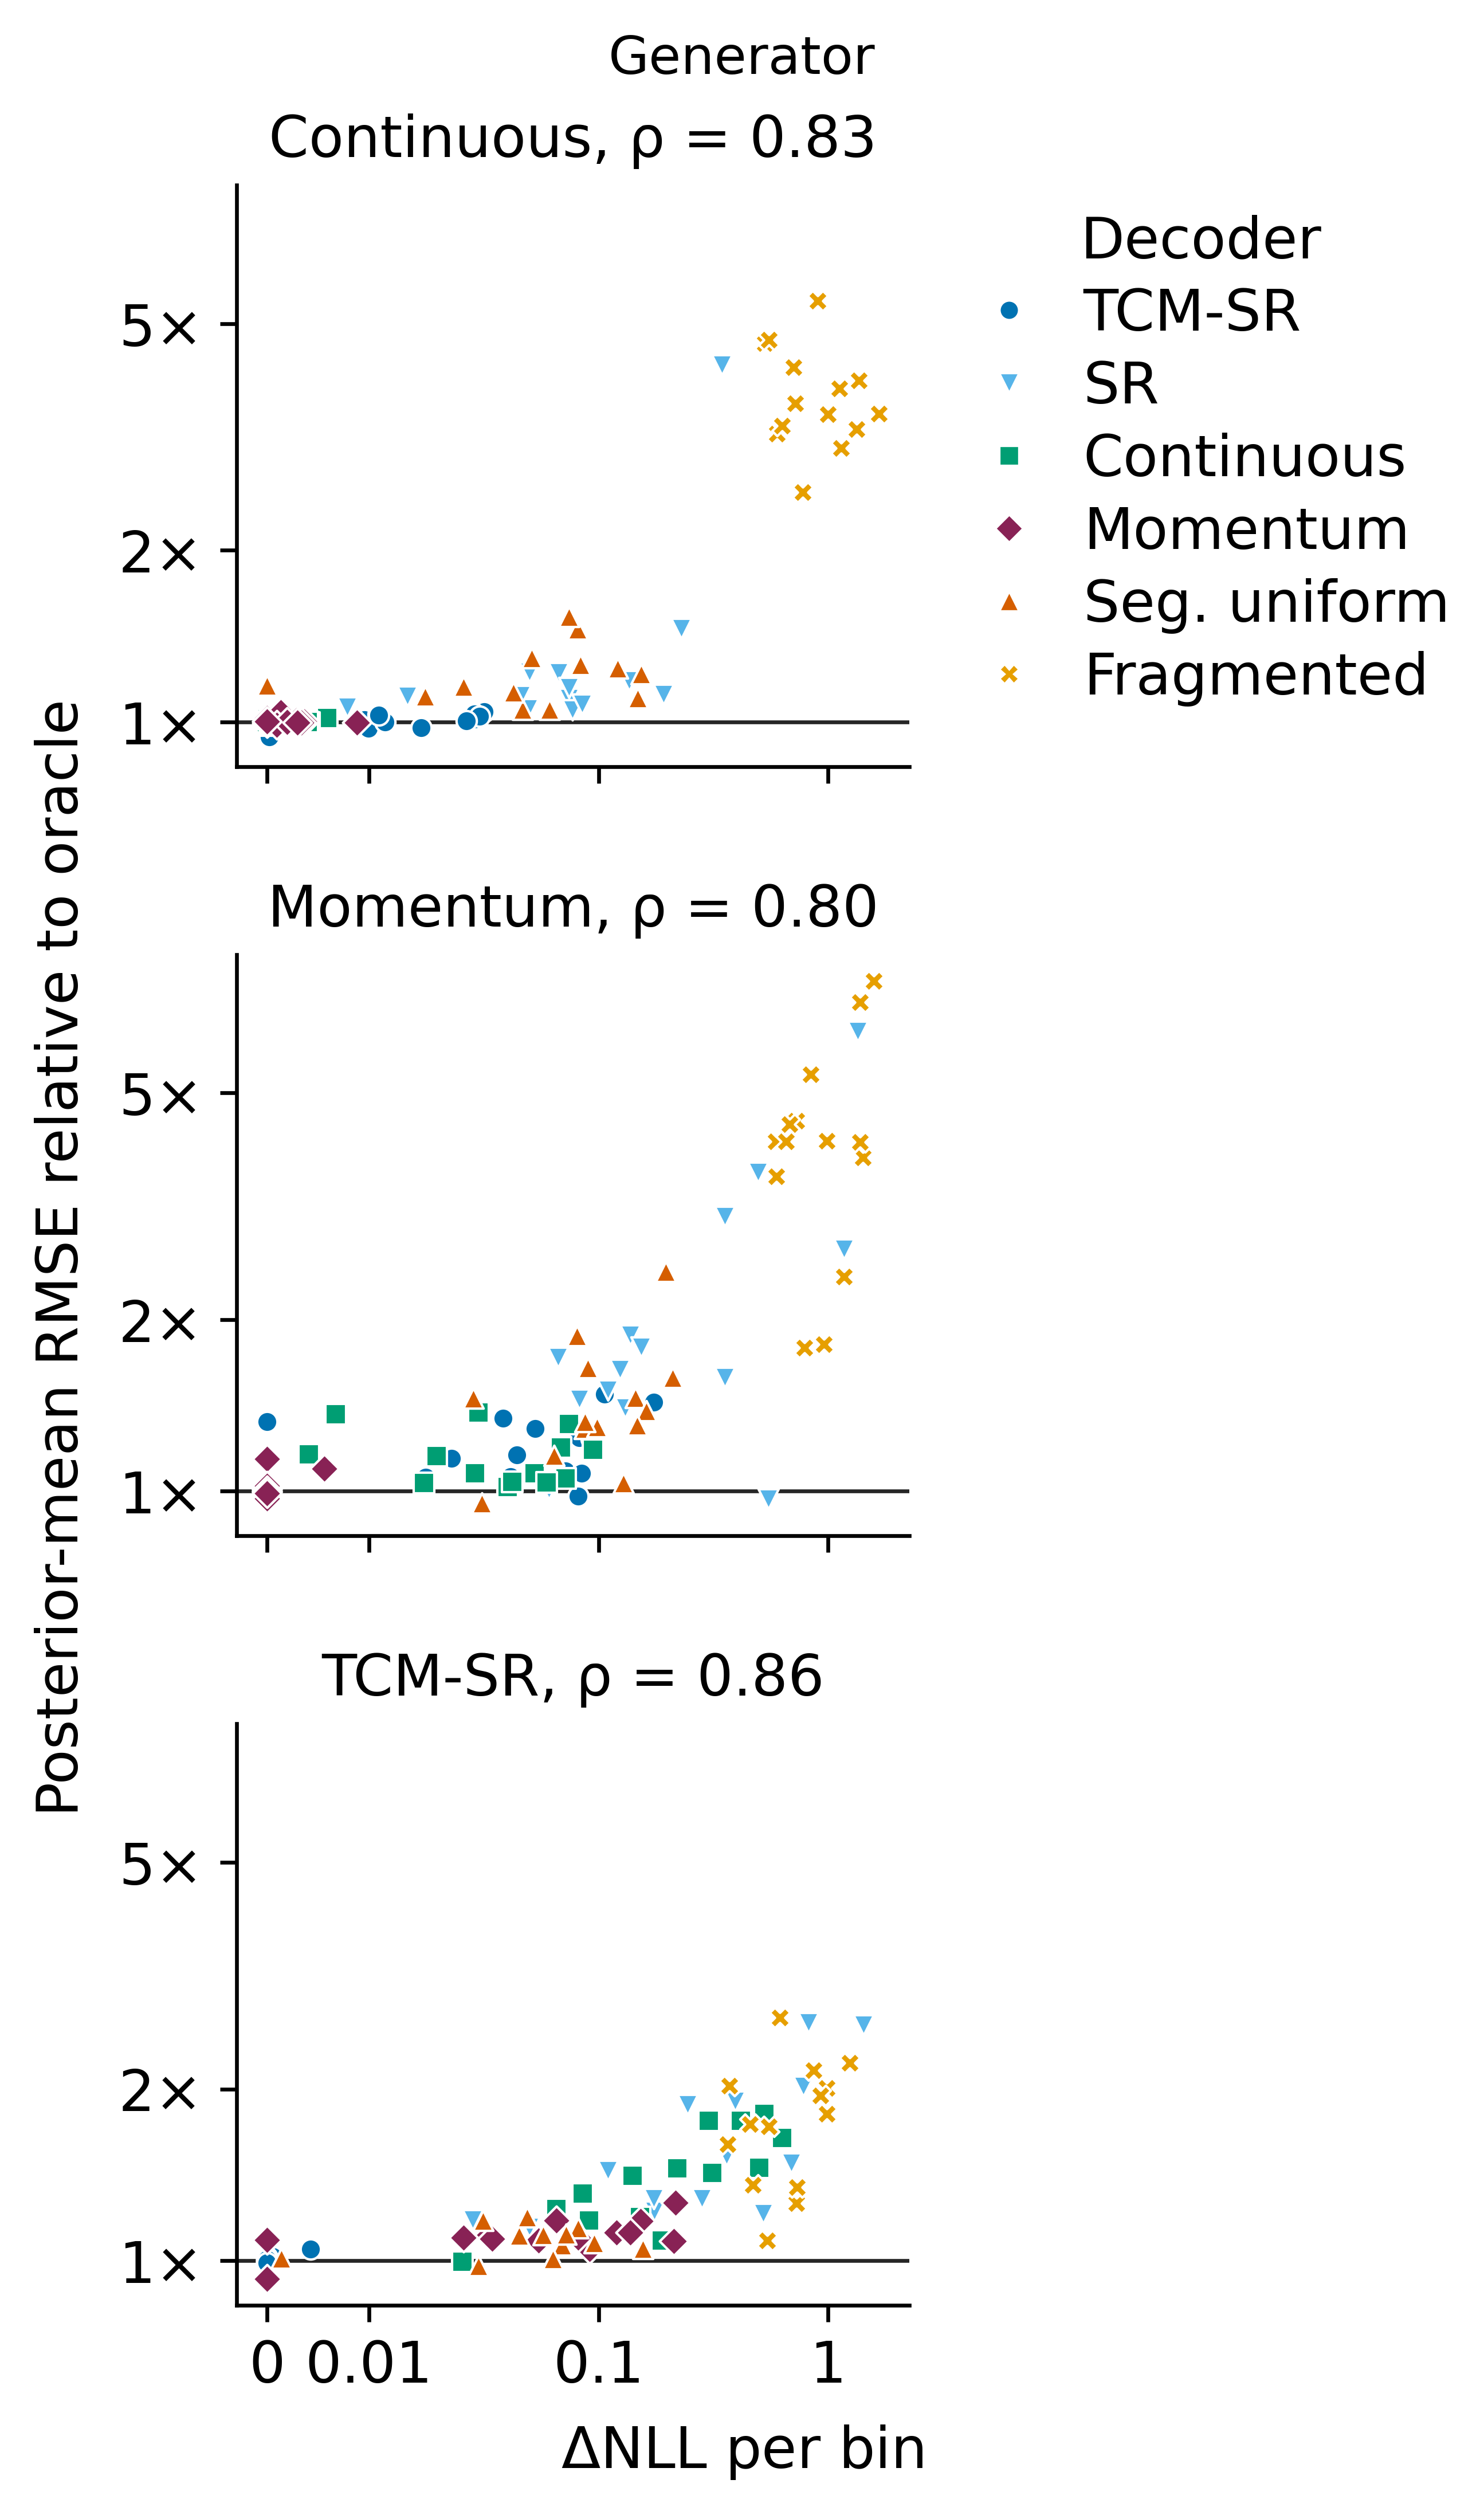 Generator
Continuous, ρ = 0.83
Decoder
TCM-SR
SR
Continuous
Momentum
Seg. uniform
Fragmented
5×
2×
1×
Posterior-mean RMSE relative to oracle
Momentum, ρ = 0.80
5×
2×
1×
TCM-SR, ρ = 0.86
5×
2×
1×
0 0.01 0.1 1
ΔNLL per bin